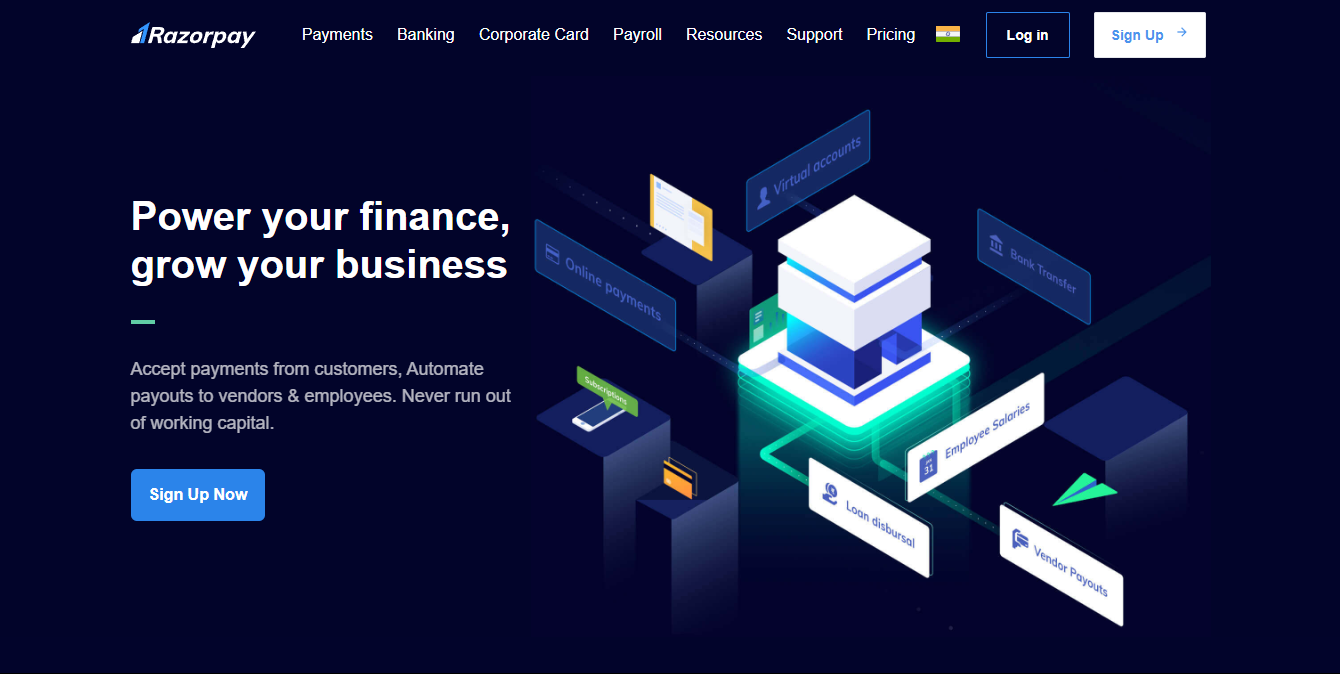 Razorpay
Payments
Banking
Corporate Card
Payroll
Resources
Support
Pricing
Log in
Sign Up
Power your finance,
grow your business
Accept payments from customers, Automate
payouts to vendors & employees. Never run out
of working capital.
Sign Up Now
Virtual accounts
Online payments
Bank Transfer
Subscriptions
Employee Salaries
31
Loan disbursal
Vendor Payouts